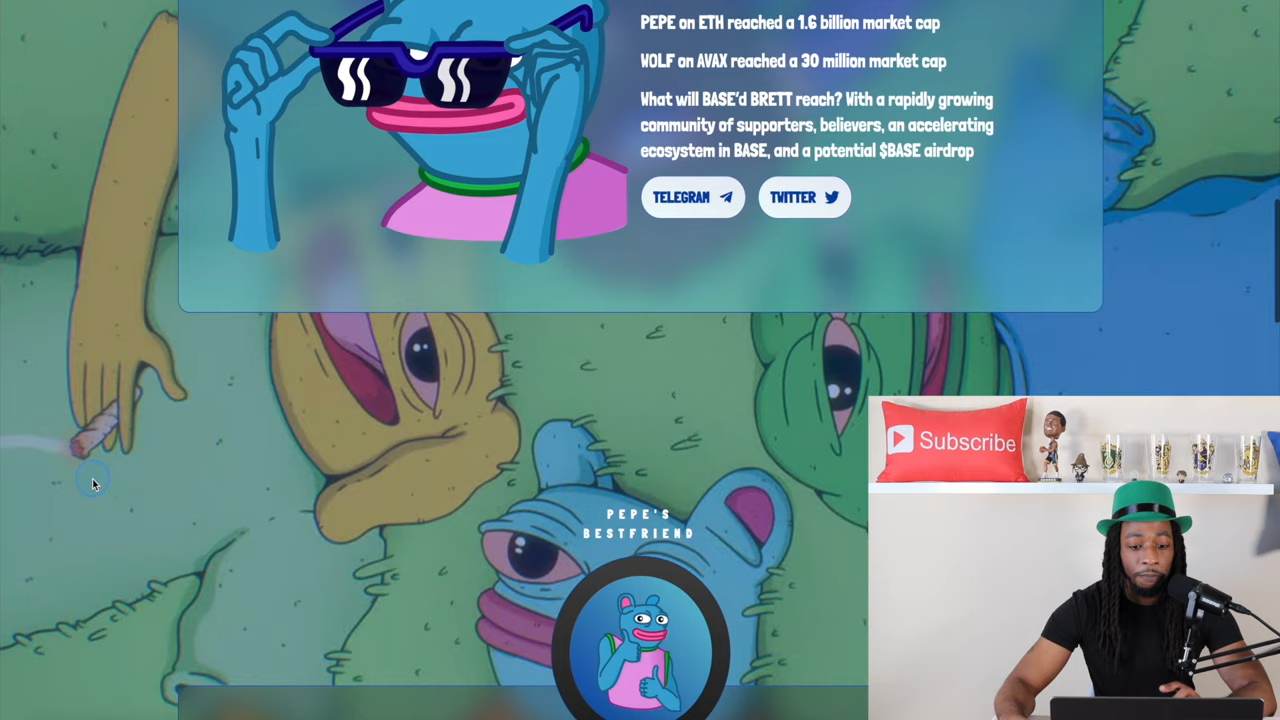 PEPE on ETH reached a 1.6 billion market cap
WOLF on AVAX reached a 30 million market cap
What will BASE'd BRETT reach? With a rapidly growing
community of supporters, believers, an accelerating
ecosystem in BASE, and a potential $BASE airdrop
TELEGRAM
TWITTER
PEPE'S
BESTFRIEND
Subscribe